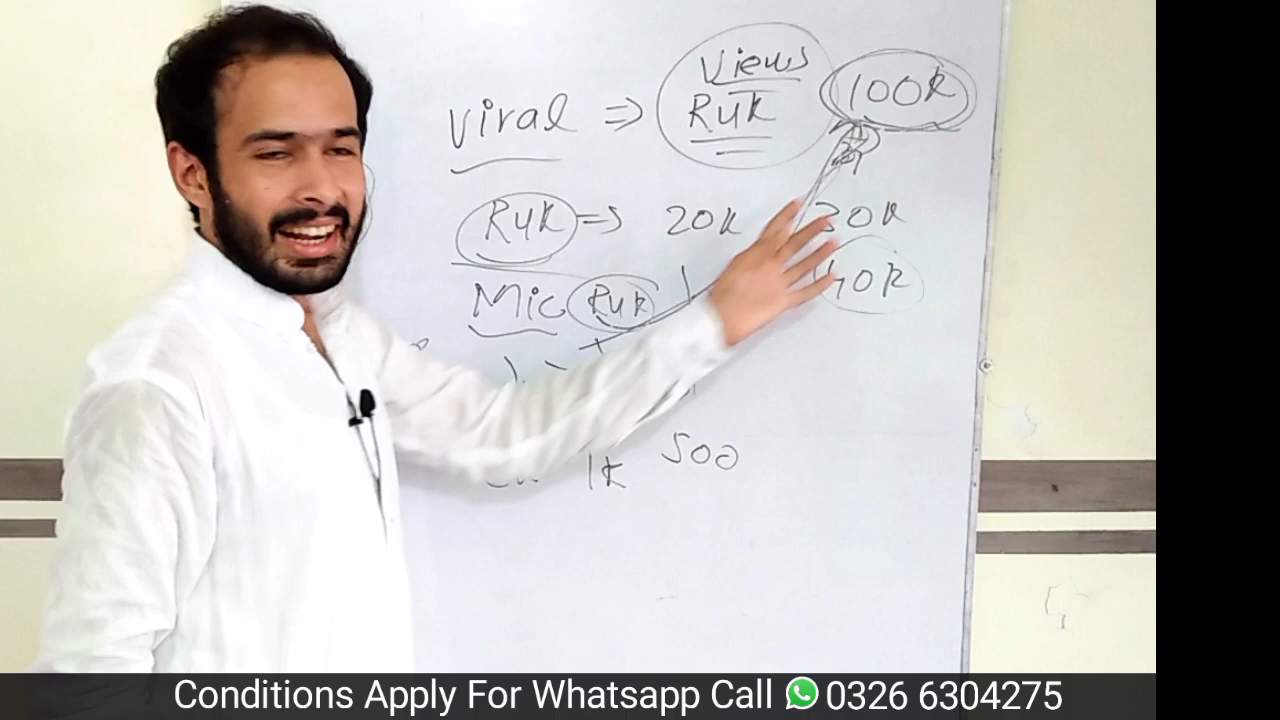 Views
viral => Ruk 100k
Ruk => 20k 30k
40k
Mic Ruk
1k 500
Conditions Apply For Whatsapp Call 0326 6304275